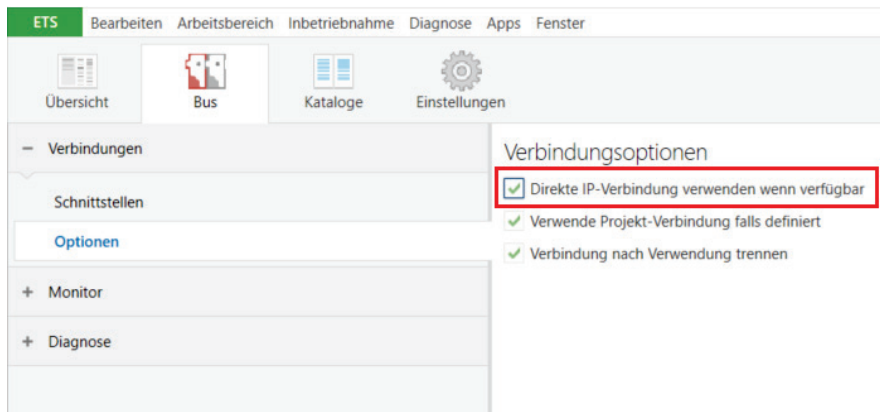 ETS Bearbeiten Arbeitsbereich Inbetriebnahme Diagnose Apps Fenster
Übersicht Bus Kataloge Einstellungen
− Verbindungen
Schnittstellen
Optionen
+ Monitor
+ Diagnose
Verbindungsoptionen
Direkte IP-Verbindung verwenden wenn verfügbar
Verwende Projekt-Verbindung falls definiert
Verbindung nach Verwendung trennen